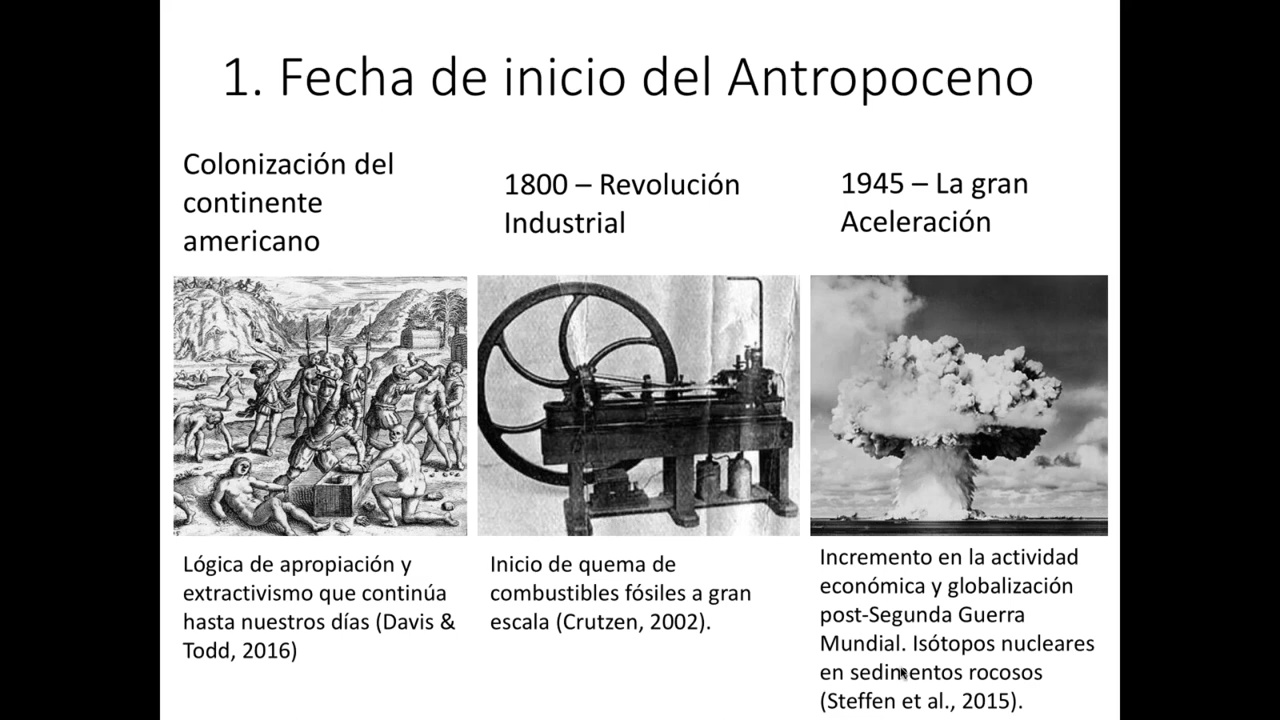 1. Fecha de inicio del Antropoceno
Colonización del
continente
americano
1800 – Revolución
Industrial
1945 – La gran
Aceleración
Lógica de apropiación y
extractivismo que continúa
hasta nuestros días (Davis &
Todd, 2016)
Inicio de quema de
combustibles fósiles a gran
escala (Crutzen, 2002).
Incremento en la actividad
económica y globalización
post-Segunda Guerra
Mundial. Isótopos nucleares
en sedimentos rocosos
(Steffen et al., 2015).